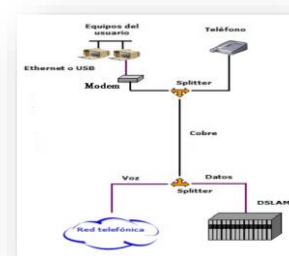 Equipos del
usuario
Teléfono
Ethernet o USB
Modem
Splitter
Cobre
Voz
Datos
Splitter
DSLAM
Red telefónica